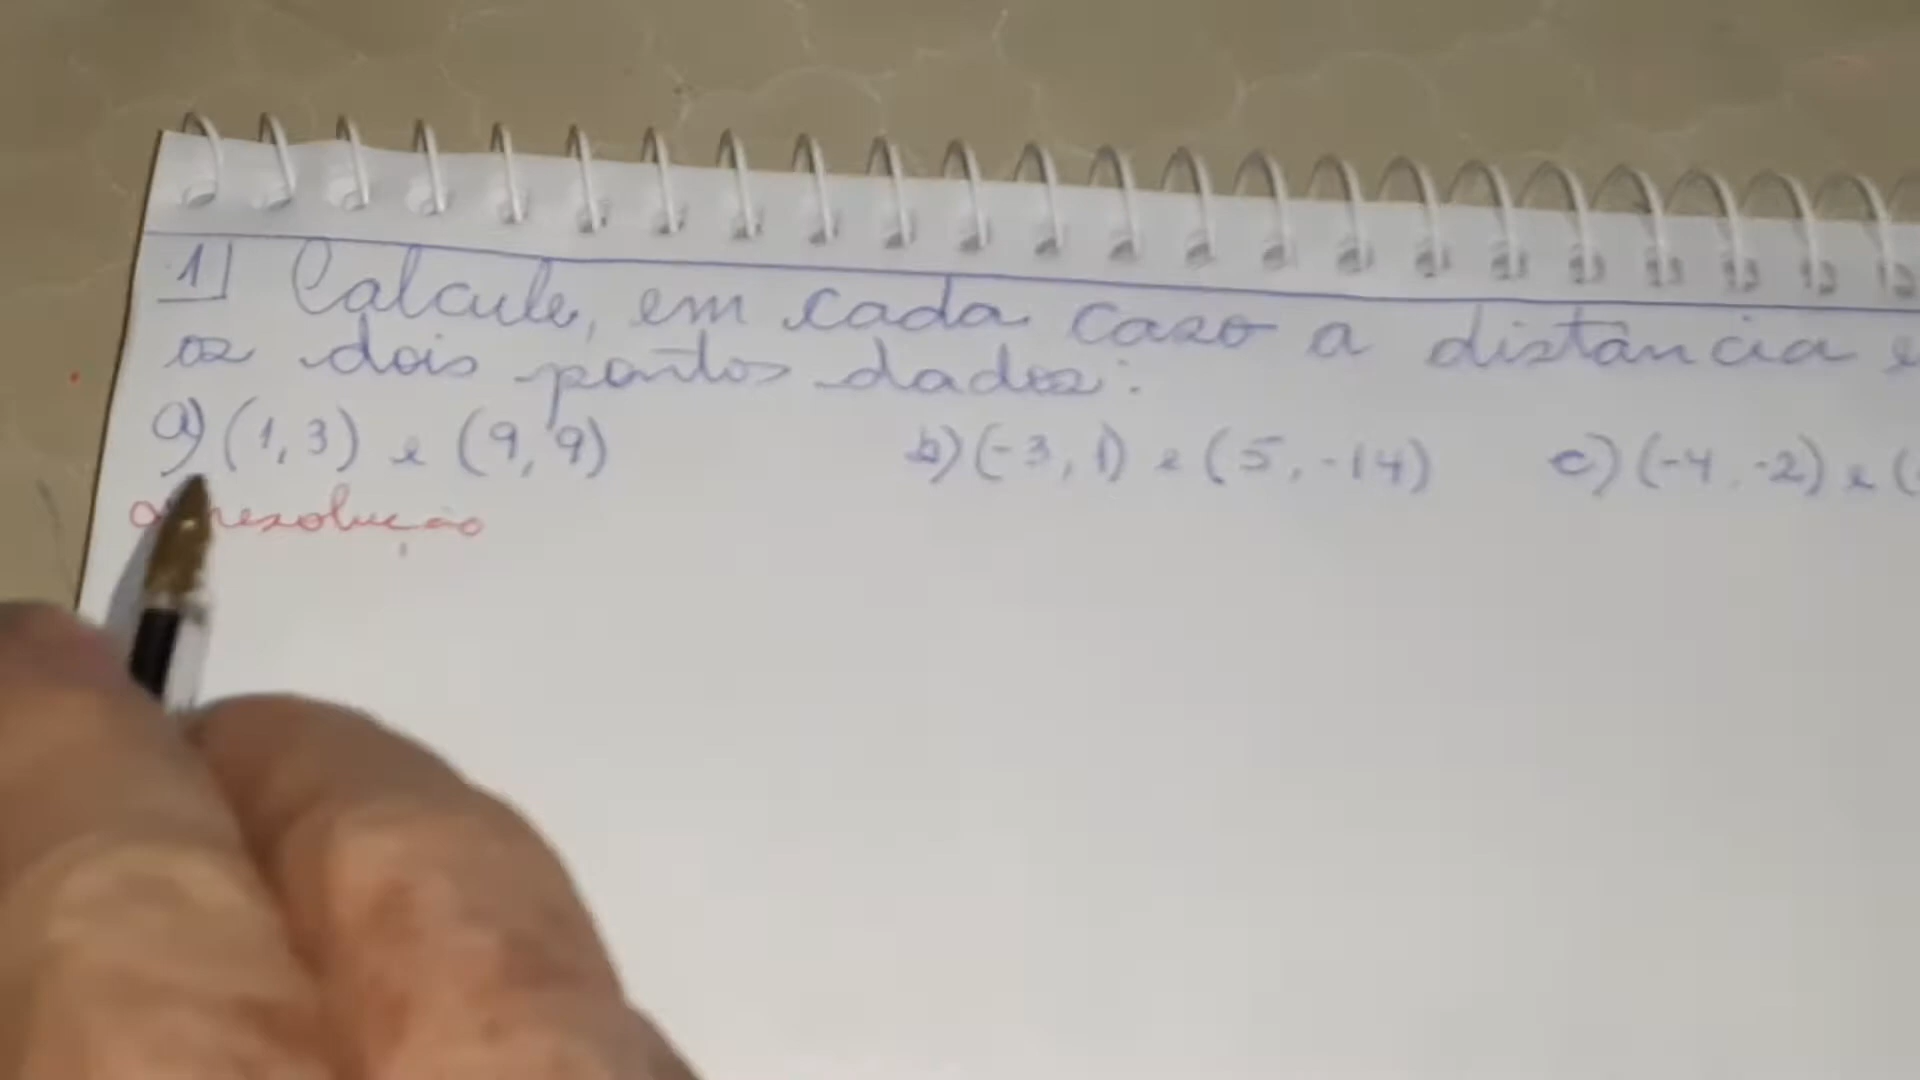 1] Calcule, em cada caso a distância
os dois pontos dados:
a) (1,3) e (9,9) b) (-3,1) e (5,-14) c) (-4,-2) e (
resolução